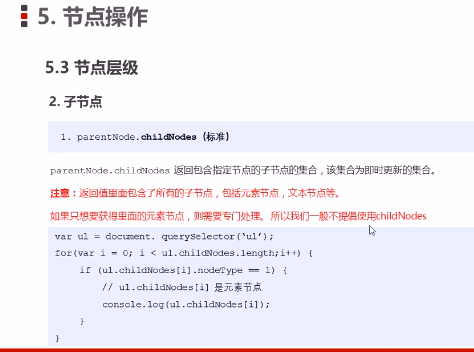 5. 节点操作
5.3 节点层级
2. 子节点
1. parentNode.childNodes（标准）
parentNode.childNodes 返回包含指定节点的子节点的集合，该集合为即时更新的集合。
注意：返回值里面包含了所有的子节点，包括元素节点，文本节点等。
如果只想要获得里面的元素节点，则需要专门处理。 所以我们一般不提倡使用childNodes
var ul = document. querySelector(‘ul’);
for(var i = 0; i < ul.childNodes.length;i++) {
if (ul.childNodes[i].nodeType == 1) {
// ul.childNodes[i] 是元素节点
console.log(ul.childNodes[i]);
}
}